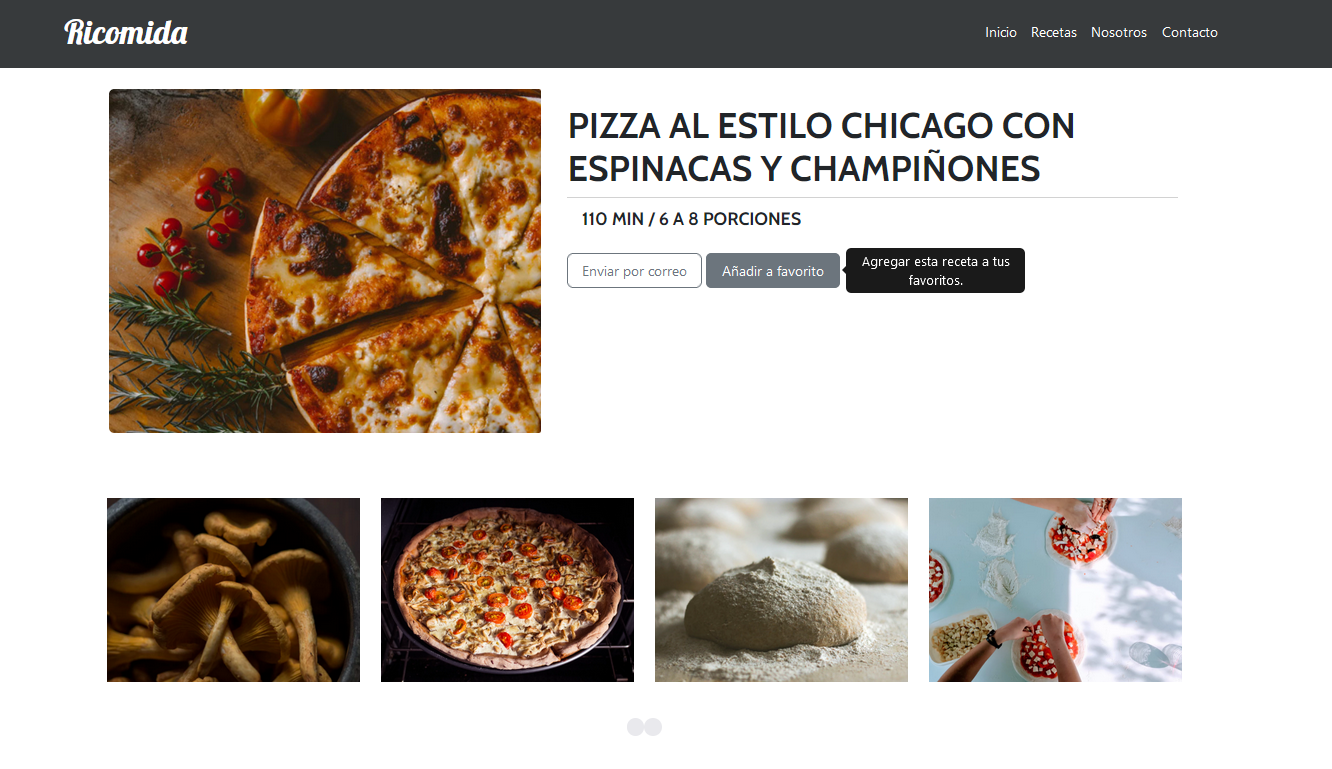 Ricomida
Inicio Recetas Nosotros Contacto
PIZZA AL ESTILO CHICAGO CON
ESPINACAS Y CHAMPIÑONES
110 MIN / 6 A 8 PORCIONES
Enviar por correo
Añadir a favorito
Agregar esta receta a tus
favoritos.